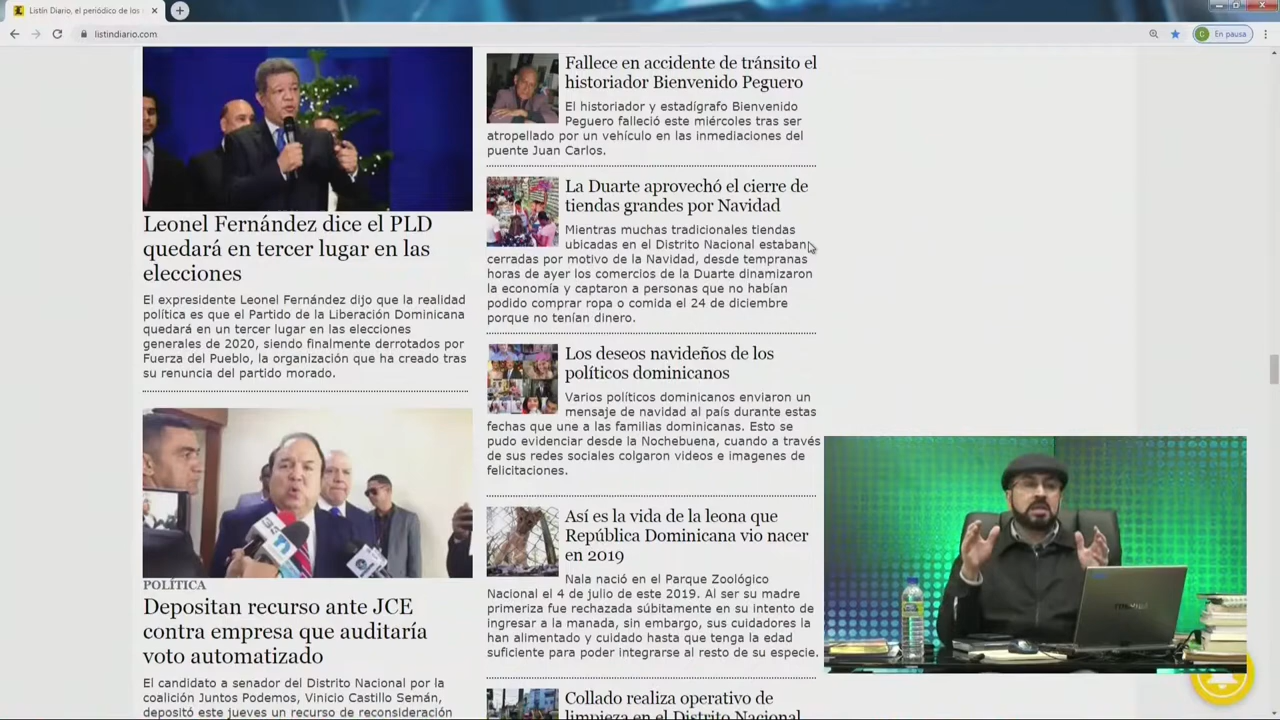 Listín Diario, el periódico de los
listindiario.com
En pausa
Leonel Fernández dice el PLD
quedará en tercer lugar en las
elecciones
El expresidente Leonel Fernández dijo que la realidad
política es que el Partido de la Liberación Dominicana
quedará en un tercer lugar en las elecciones
generales de 2020, siendo finalmente derrotados por
Fuerza del Pueblo, la organización que ha creado tras
su renuncia del partido morado.
POLÍTICA
Depositan recurso ante JCE
contra empresa que auditaría
voto automatizado
El candidato a senador del Distrito Nacional por la
coalición Juntos Podemos, Vinicio Castillo Semán,
depositó este jueves un recurso de reconsideración
Fallece en accidente de tránsito el
historiador Bienvenido Peguero
El historiador y estadígrafo Bienvenido
Peguero falleció este miércoles tras ser
atropellado por un vehículo en las inmediaciones del
puente Juan Carlos.
La Duarte aprovechó el cierre de
tiendas grandes por Navidad
Mientras muchas tradicionales tiendas
ubicadas en el Distrito Nacional estaban
cerradas por motivo de la Navidad, desde tempranas
horas de ayer los comercios de la Duarte dinamizaron
la economía y captaron a personas que no habían
podido comprar ropa o comida el 24 de diciembre
porque no tenían dinero.
Los deseos navideños de los
políticos dominicanos
Varios políticos dominicanos enviaron un
mensaje de navidad al país durante estas
fechas que une a las familias dominicanas. Esto se
pudo evidenciar desde la Nochebuena, cuando a través
de sus redes sociales colgaron videos e imagenes de
felicitaciones.
Así es la vida de la leona que
República Dominicana vio nacer
en 2019
Nala nació en el Parque Zoológico
Nacional el 4 de julio de este 2019. Al ser su madre
primeriza fue rechazada súbitamente en su intento de
ingresar a la manada, sin embargo, sus cuidadores la
han alimentado y cuidado hasta que tenga la edad
suficiente para poder integrarse al resto de su especie.
Collado realiza operativo de
limpieza en el Distrito Nacional